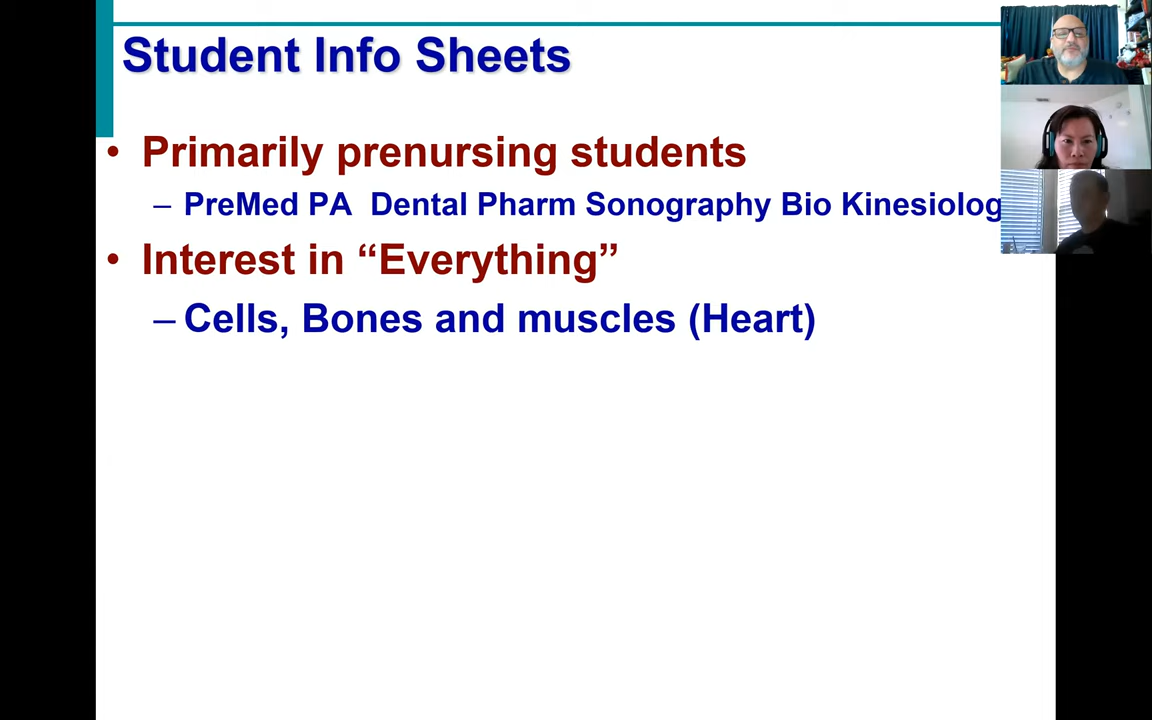 Student Info Sheets
• Primarily prenursing students
– PreMed PA Dental Pharm Sonography Bio Kinesiolog
• Interest in “Everything”
– Cells, Bones and muscles (Heart)